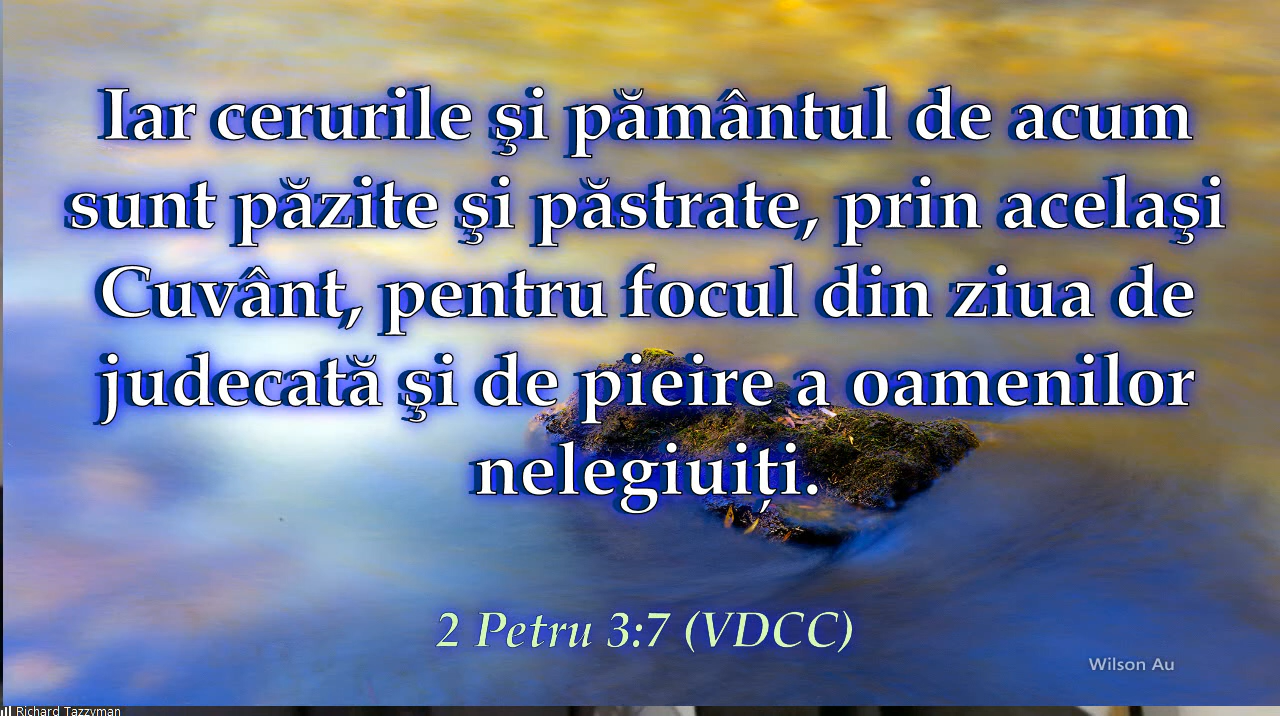 Iar cerurile şi pământul de acum
sunt păzite şi păstrate, prin acelaşi
Cuvânt, pentru focul din ziua de
judecată şi de pieire a oamenilor
nelegiuiți.
2 Petru 3:7 (VDCC)
Wilson Au
Richard Tazzyman